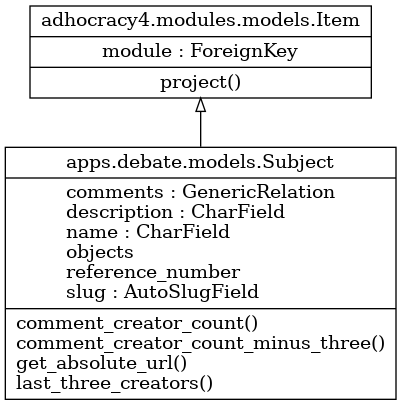 adhocracy4.modules.models.Item
module : ForeignKey
project()
apps.debate.models.Subject
comments : GenericRelation
description : CharField
name : CharField
objects
reference_number
slug : AutoSlugField
comment_creator_count()
comment_creator_count_minus_three()
get_absolute_url()
last_three_creators()